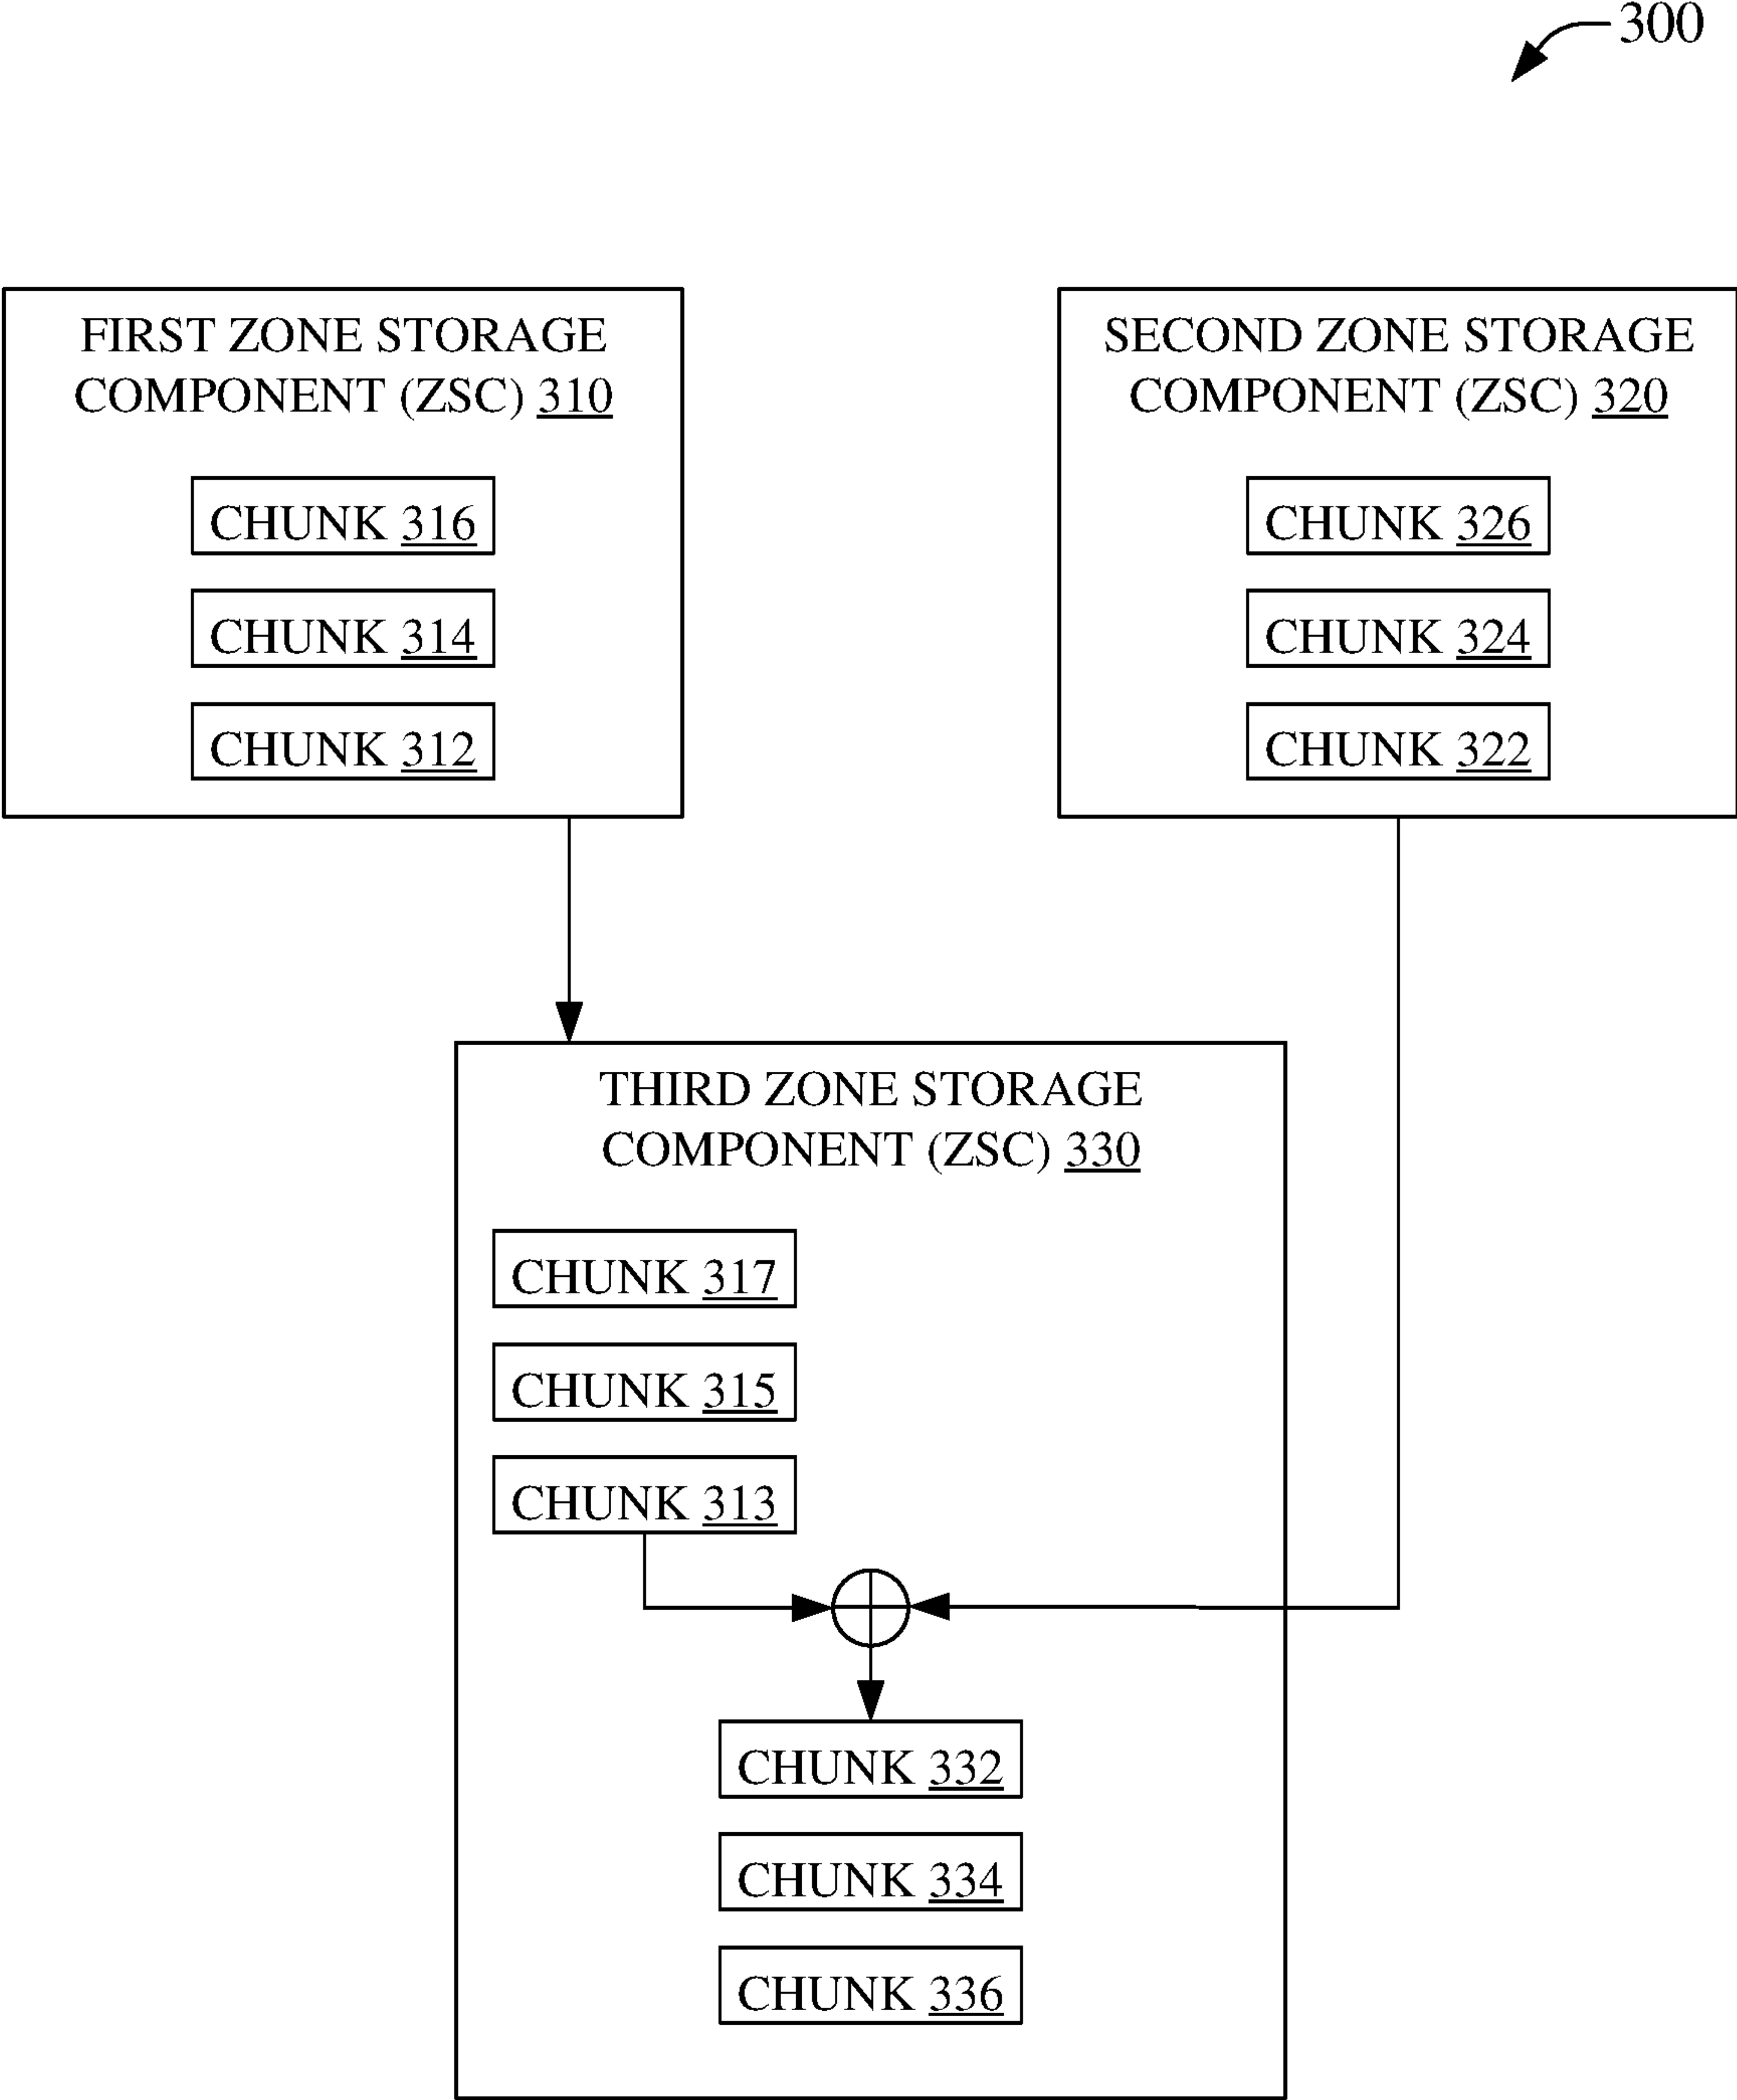 300
FIRST ZONE STORAGE
COMPONENT (ZSC) 310
CHUNK 316
CHUNK 314
CHUNK 312
SECOND ZONE STORAGE
COMPONENT (ZSC) 320
CHUNK 326
CHUNK 324
CHUNK 322
THIRD ZONE STORAGE
COMPONENT (ZSC) 330
CHUNK 317
CHUNK 315
CHUNK 313
CHUNK 332
CHUNK 334
CHUNK 336